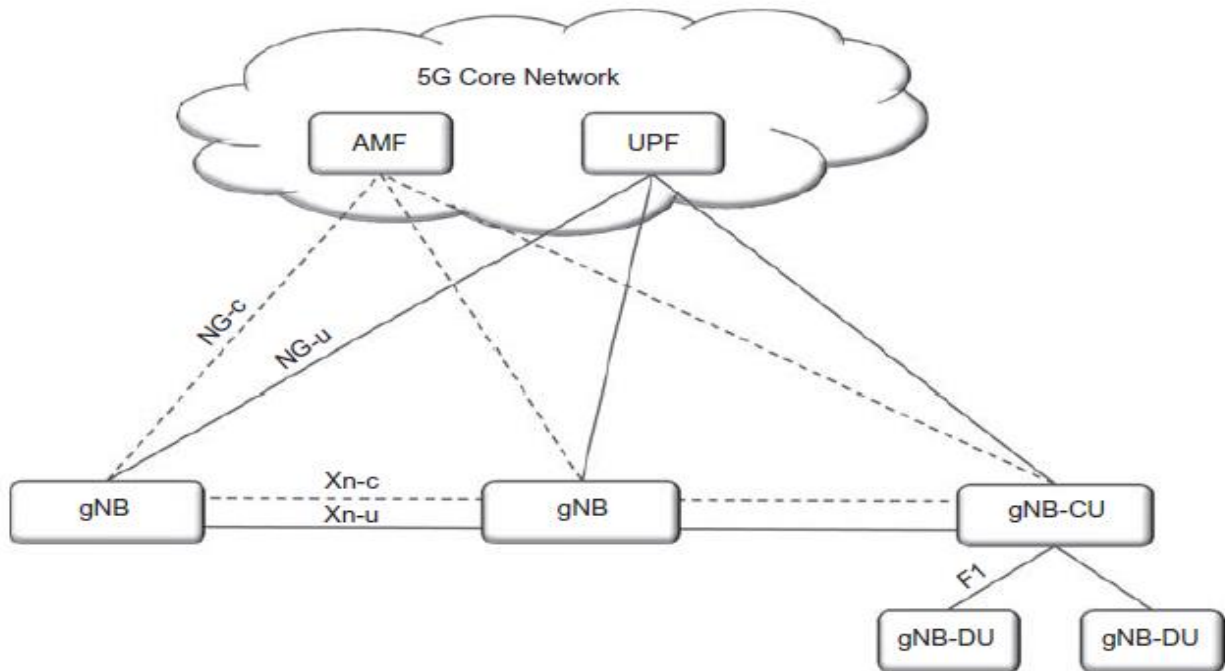 5G Core Network
AMF
UPF
NG-c
NG-u
Xn-c
gNB
gNB
gNB-CU
Xn-u
F1
gNB-DU
gNB-DU